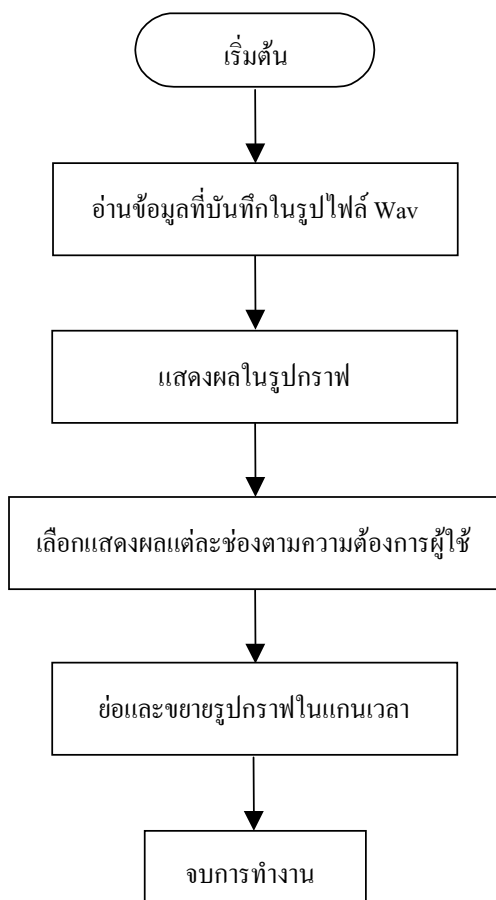 เริ่มต้น
อ่านข้อมูลที่บันทึกในรูปไฟล์ Wav
แสดงผลในรูปกราฟ
เลือกแสดงผลแต่ละช่องตามความต้องการผู้ใช้
ย่อและขยายรูปกราฟในแกนเวลา
จบการทำงาน